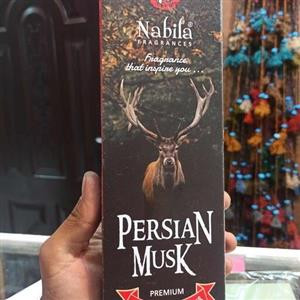 Nabila
FRAGRANCES
Fragrance
that inspire you ...
PERSIAN
MUSK
PREMIUM